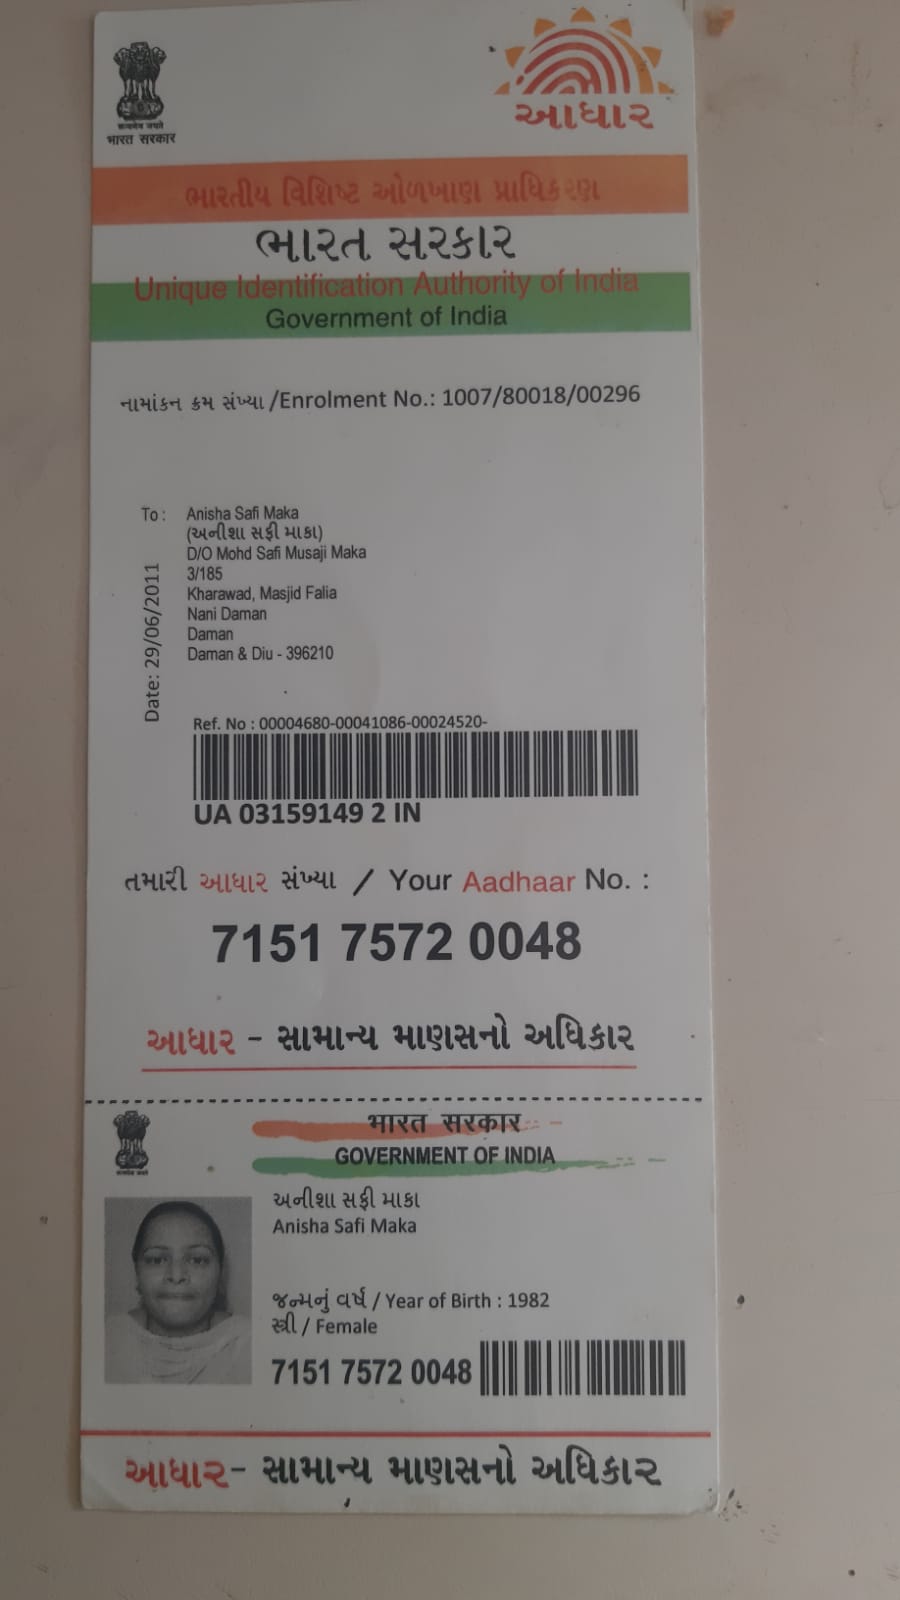 सत्यमेव जयते
भारत सरकार
આધાર
ભારતીય વિશિષ્ટ ઓળખાણ પ્રાધિકરણ
ભારત સરકાર
Unique Identification Authority of India
Government of India
નામાંકન ક્રમ સંખ્યા /Enrolment No.: 1007/80018/00296
To :
Anisha Safi Maka
(અનીશા સફી માકા)
D/O Mohd Safi Musaji Maka
3/185
Kharawad, Masjid Falia
Nani Daman
Daman
Daman & Diu - 396210
Date: 29/06/2011
Ref. No : 00004680-00041086-00024520-
UA 03159149 2 IN
તમારી આધાર સંખ્યા / Your Aadhaar No. :
7151 7572 0048
આધાર - સામાન્ય માણસનો અધિકાર
भारत सरकार
GOVERNMENT OF INDIA
અનીશા સફી માકા
Anisha Safi Maka
જન્મનું વર્ષ / Year of Birth : 1982
સ્ત્રી / Female
7151 7572 0048
આધાર - સામાન્ય માણસનો અધિકાર